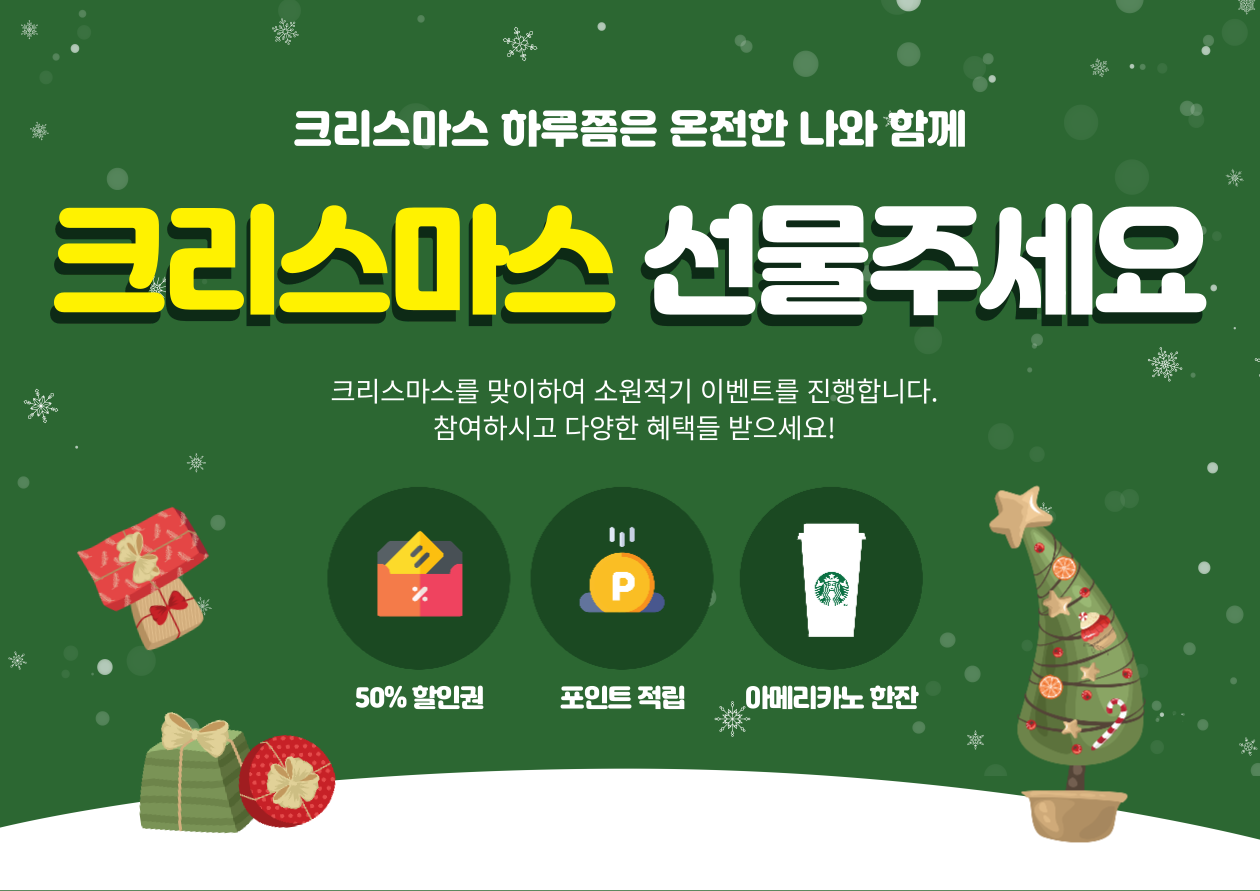 크리스마스 하루쯤은 온전한 나와 함께
크리스마스 선물주세요
크리스마스를 맞이하여 소원적기 이벤트를 진행합니다.
참여하시고 다양한 혜택들 받으세요!
%
P
50% 할인권
포인트 적립
아메리카노 한잔